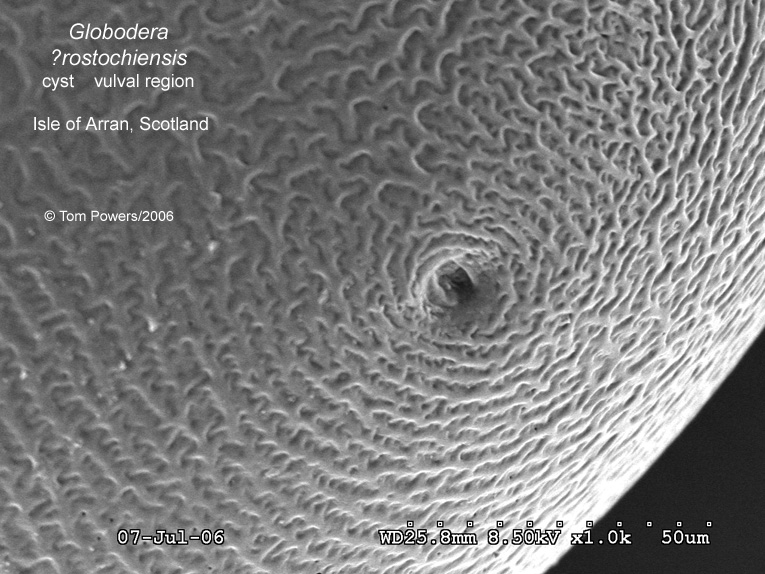 Globodera
?rostochiensis
cyst vulval region
Isle of Arran, Scotland
© Tom Powers/2006
07-Jul-06 WD25.8mm 8.50kV x1.0k 50um